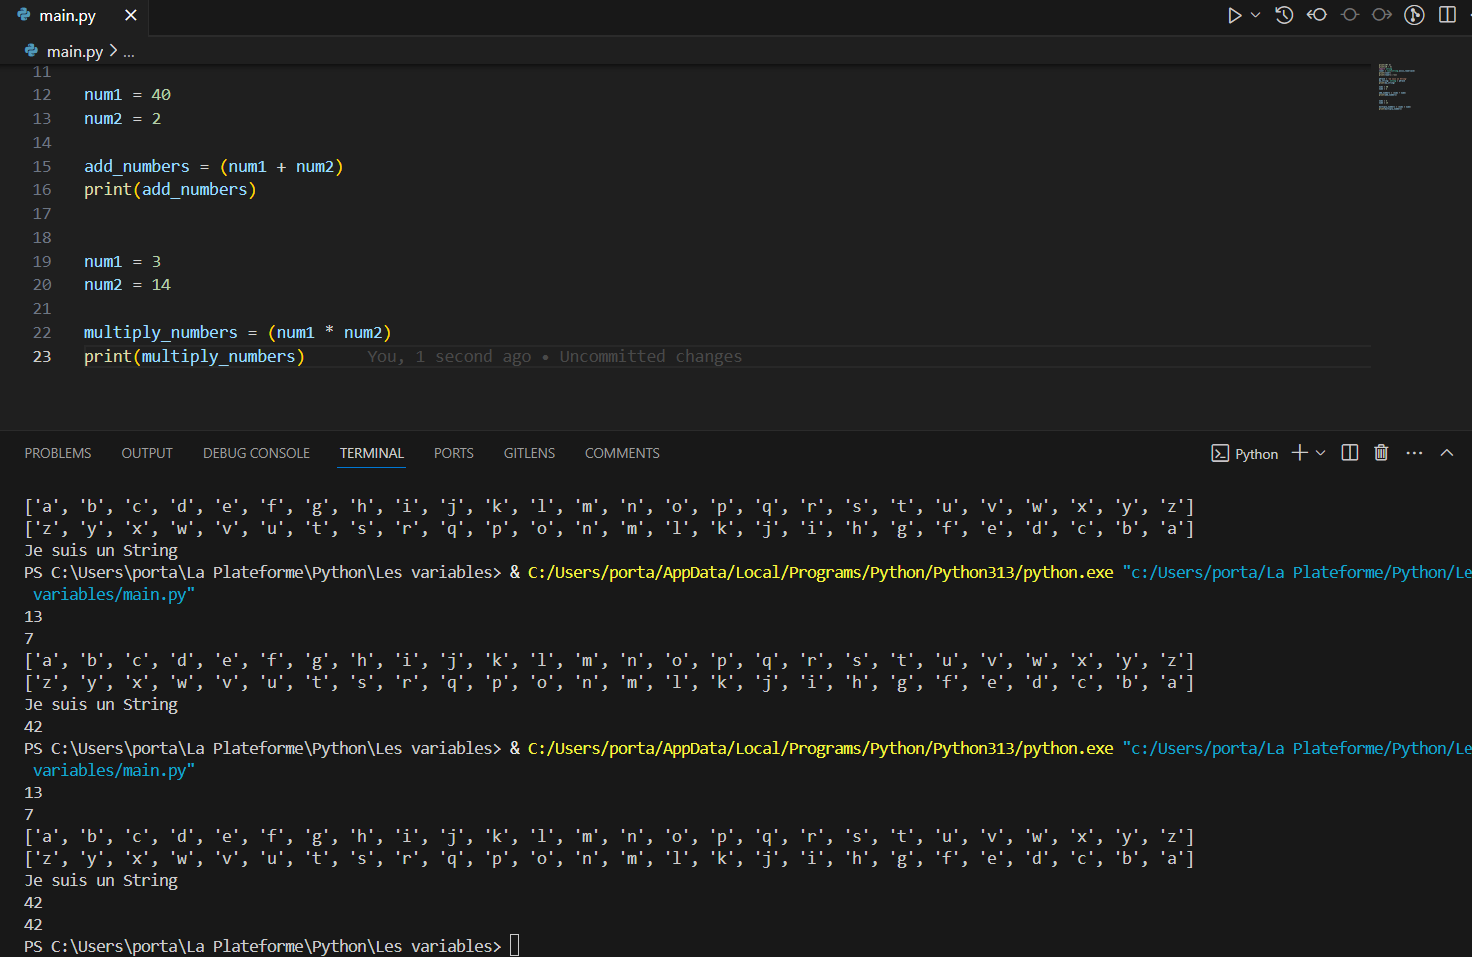 main.py
main.py > ...
11
12 num1 = 40
13 num2 = 2
14
15 add_numbers = (num1 + num2)
16 print(add_numbers)
17
18
19 num1 = 3
20 num2 = 14
21
22 multiply_numbers = (num1 * num2)
23 print(multiply_numbers) You, 1 second ago • Uncommitted changes
PROBLEMS OUTPUT DEBUG CONSOLE TERMINAL PORTS GITLENS COMMENTS Python
['a', 'b', 'c', 'd', 'e', 'f', 'g', 'h', 'i', 'j', 'k', 'l', 'm', 'n', 'o', 'p', 'q', 'r', 's', 't', 'u', 'v', 'w', 'x', 'y', 'z']
['z', 'y', 'x', 'w', 'v', 'u', 't', 's', 'r', 'q', 'p', 'o', 'n', 'm', 'l', 'k', 'j', 'i', 'h', 'g', 'f', 'e', 'd', 'c', 'b', 'a']
Je suis un String
PS C:\Users\porta\La Plateforme\Python\Les variables> & C:/Users/porta/AppData/Local/Programs/Python/Python313/python.exe "c:/Users/porta/La Plateforme/Python/Le
variables/main.py"
13
7
['a', 'b', 'c', 'd', 'e', 'f', 'g', 'h', 'i', 'j', 'k', 'l', 'm', 'n', 'o', 'p', 'q', 'r', 's', 't', 'u', 'v', 'w', 'x', 'y', 'z']
['z', 'y', 'x', 'w', 'v', 'u', 't', 's', 'r', 'q', 'p', 'o', 'n', 'm', 'l', 'k', 'j', 'i', 'h', 'g', 'f', 'e', 'd', 'c', 'b', 'a']
Je suis un String
42
PS C:\Users\porta\La Plateforme\Python\Les variables> & C:/Users/porta/AppData/Local/Programs/Python/Python313/python.exe "c:/Users/porta/La Plateforme/Python/Le
variables/main.py"
13
7
['a', 'b', 'c', 'd', 'e', 'f', 'g', 'h', 'i', 'j', 'k', 'l', 'm', 'n', 'o', 'p', 'q', 'r', 's', 't', 'u', 'v', 'w', 'x', 'y', 'z']
['z', 'y', 'x', 'w', 'v', 'u', 't', 's', 'r', 'q', 'p', 'o', 'n', 'm', 'l', 'k', 'j', 'i', 'h', 'g', 'f', 'e', 'd', 'c', 'b', 'a']
Je suis un String
42
42
PS C:\Users\porta\La Plateforme\Python\Les variables>